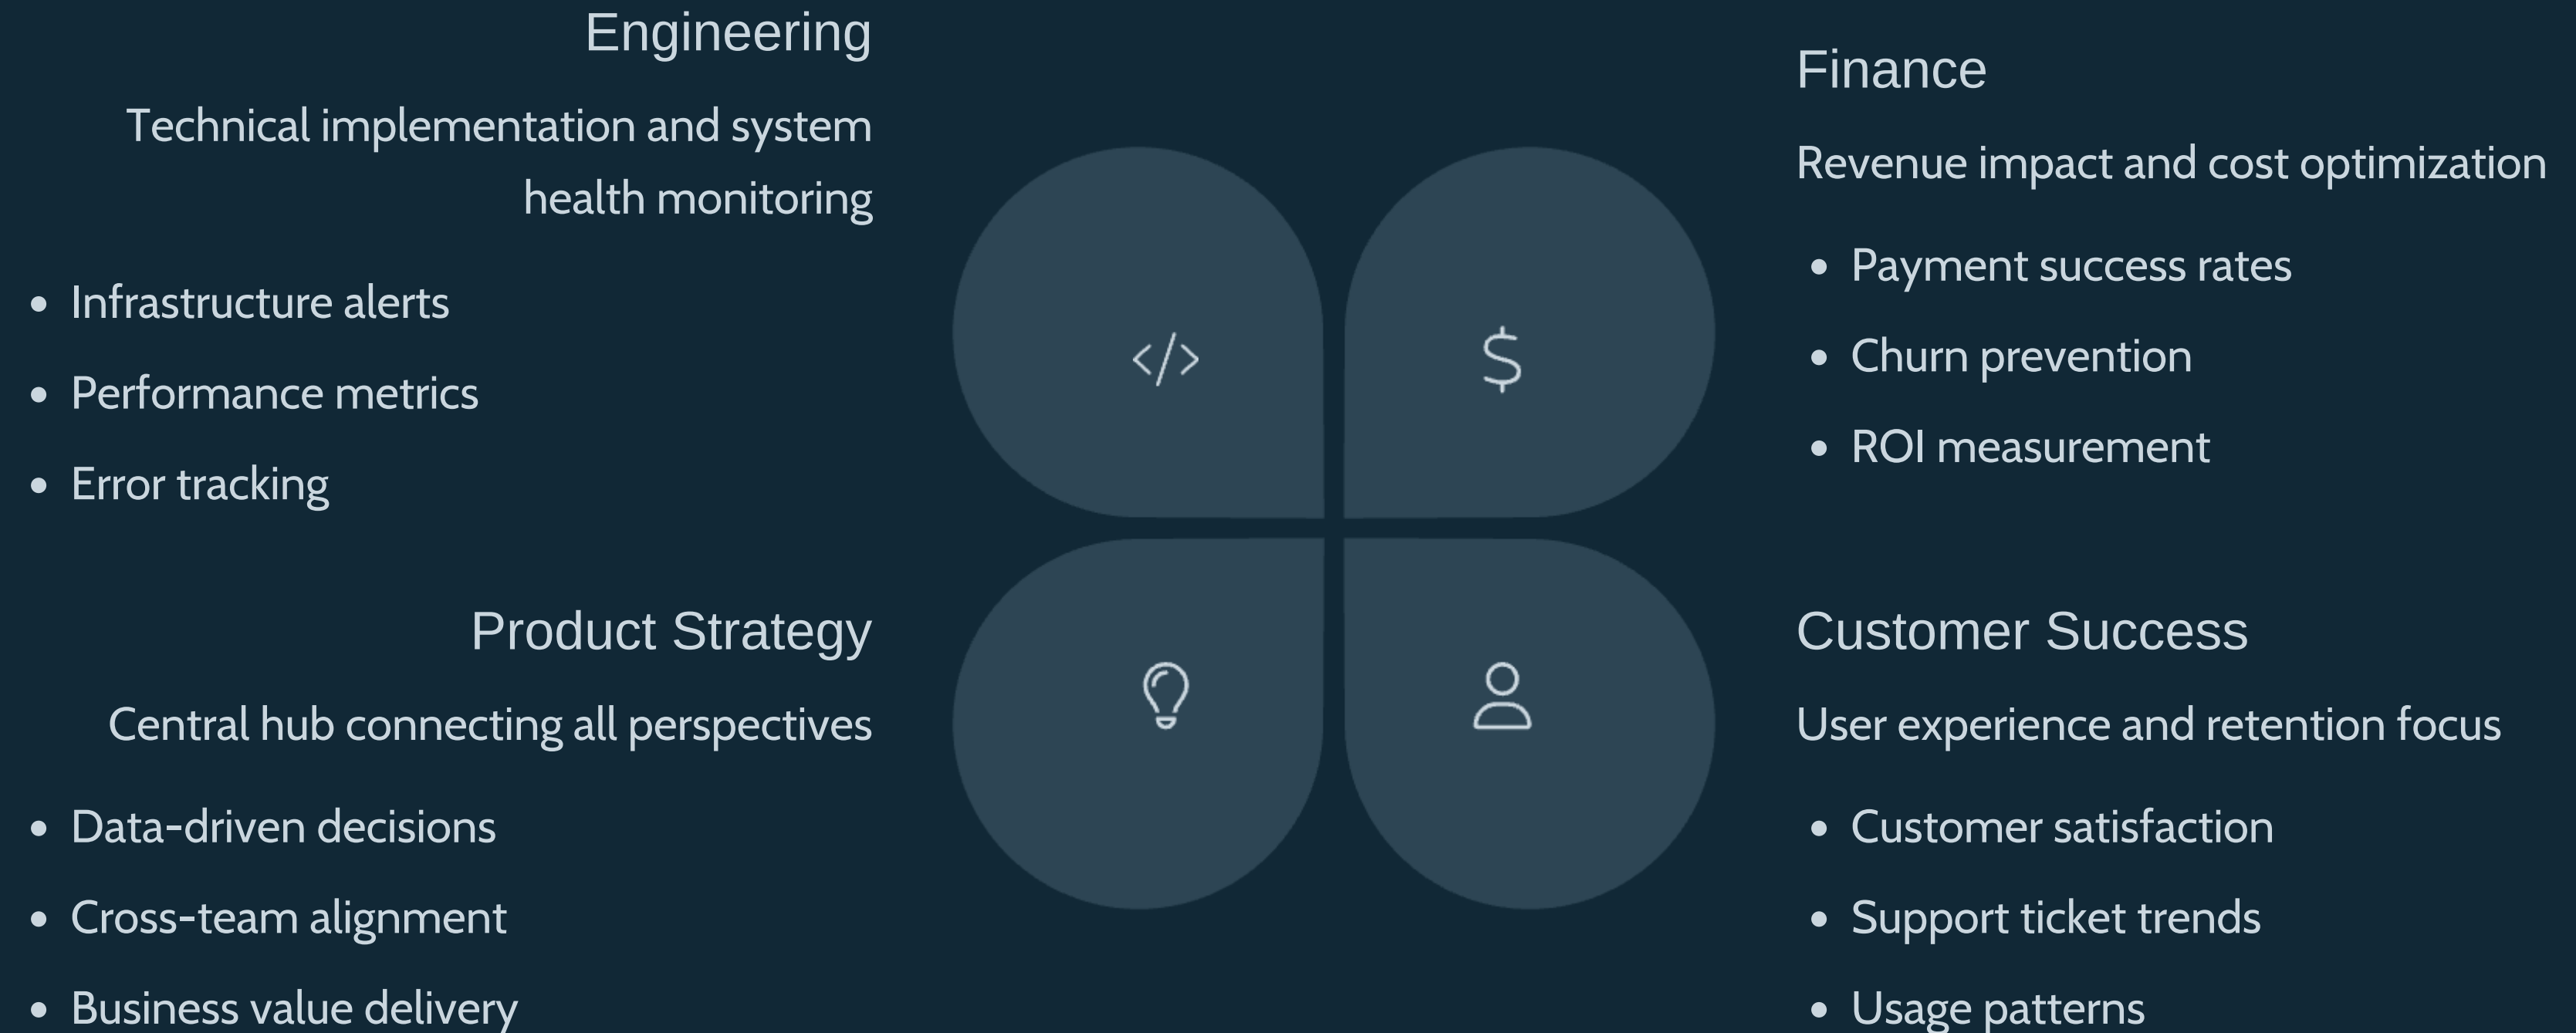 Engineering
Technical implementation and system
health monitoring
• Infrastructure alerts
• Performance metrics
• Error tracking
Finance
Revenue impact and cost optimization
• Payment success rates
• Churn prevention
• ROI measurement
</>
$
Product Strategy
Central hub connecting all perspectives
• Data-driven decisions
• Cross-team alignment
• Business value delivery
Customer Success
User experience and retention focus
• Customer satisfaction
• Support ticket trends
• Usage patterns